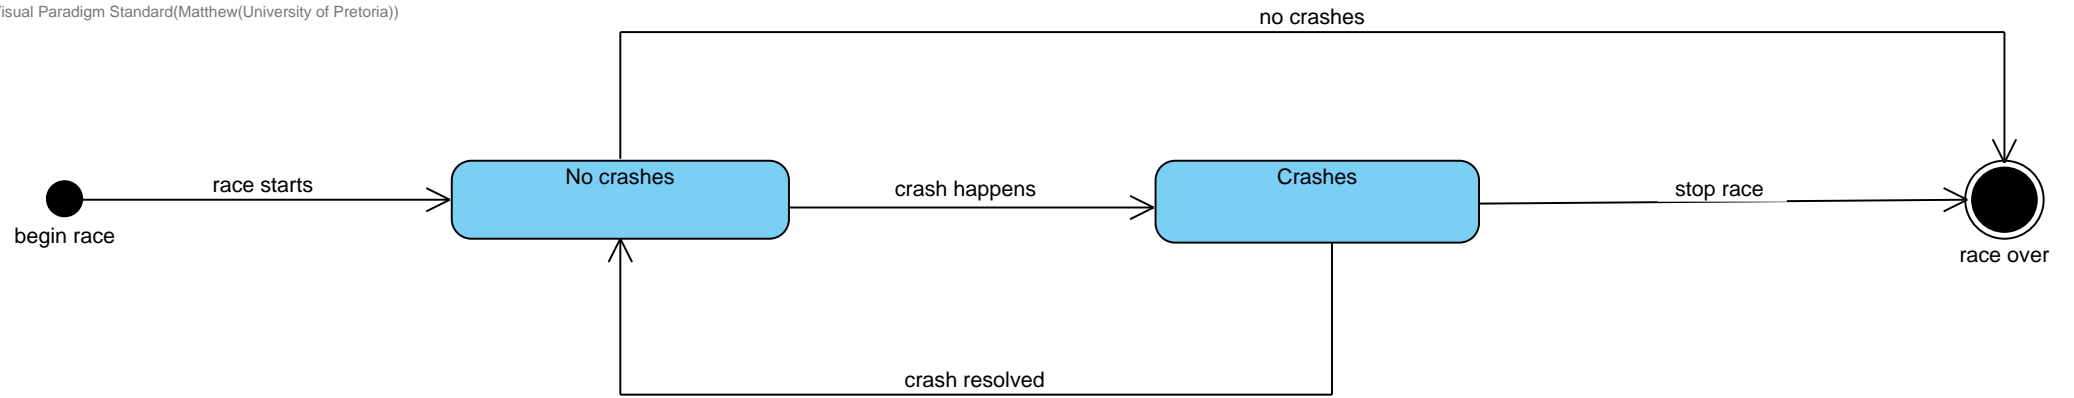 Visual Paradigm Standard(Matthew(University of Pretoria))
no crashes
race starts
No crashes
crash happens
Crashes
stop race
begin race
race over
crash resolved